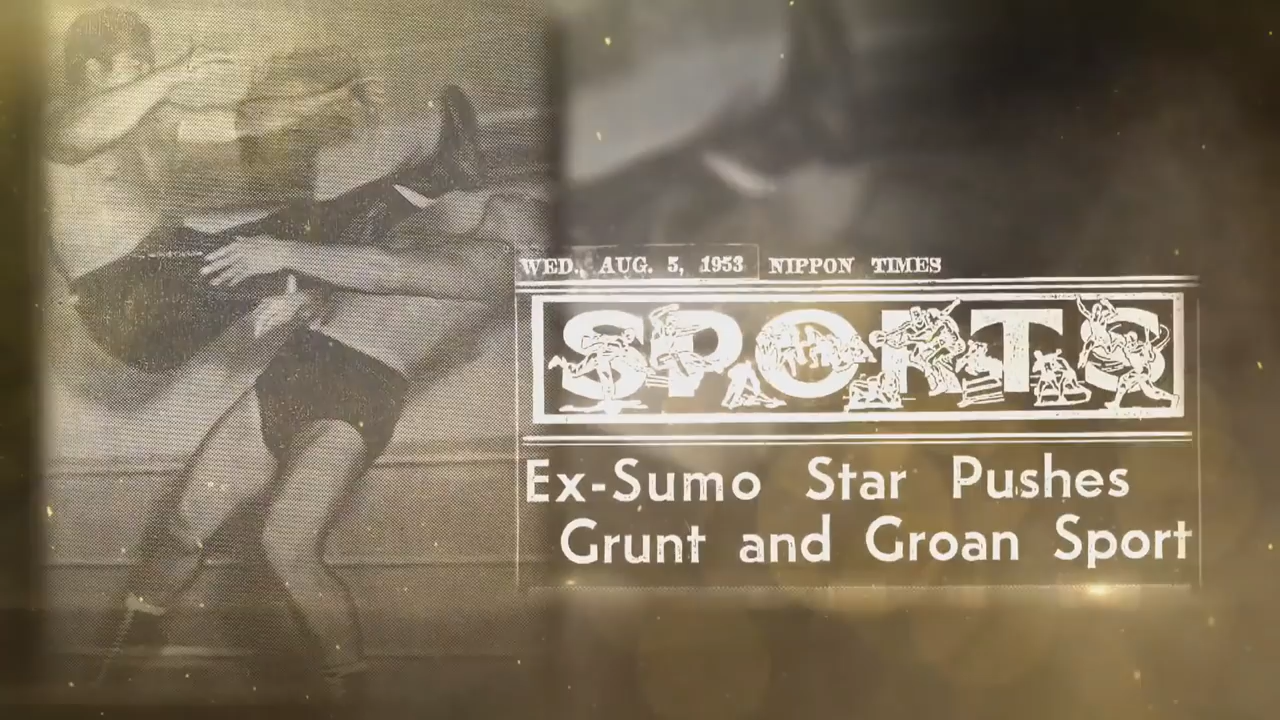 WED., AUG. 5, 1953 NIPPON TIMES
SPORTS
Ex-Sumo Star Pushes
Grunt and Groan Sport